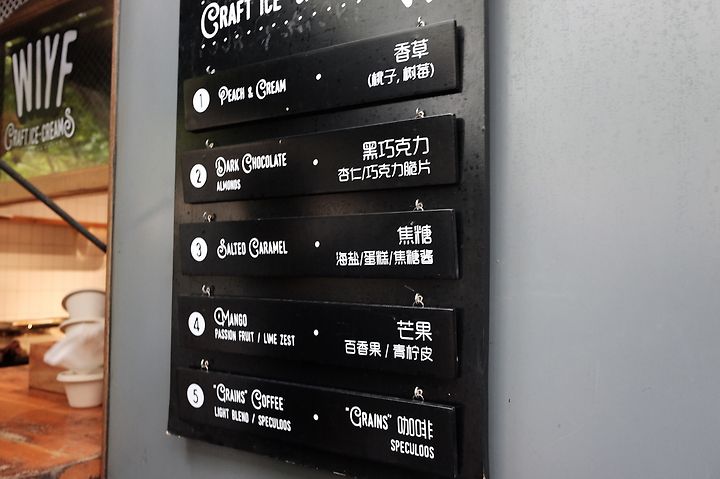 WIYF
CRAFT ICE-CREAMS
CRAFT ICE
1 PEACH & CREAM • 香草
(桃子, 树莓)
2 DARK CHOCOLATE • 黑巧克力
ALMONDS 杏仁/巧克力脆片
3 SALTED CARAMEL • 焦糖
海盐/蛋糕/焦糖酱
4 MANGO • 芒果
PASSION FRUIT / LIME ZEST 百香果 / 青柠皮
5 "GRAINS" COFFEE • "GRAINS" 咖啡
LIGHT BLEND / SPECULOOS SPECULOOS